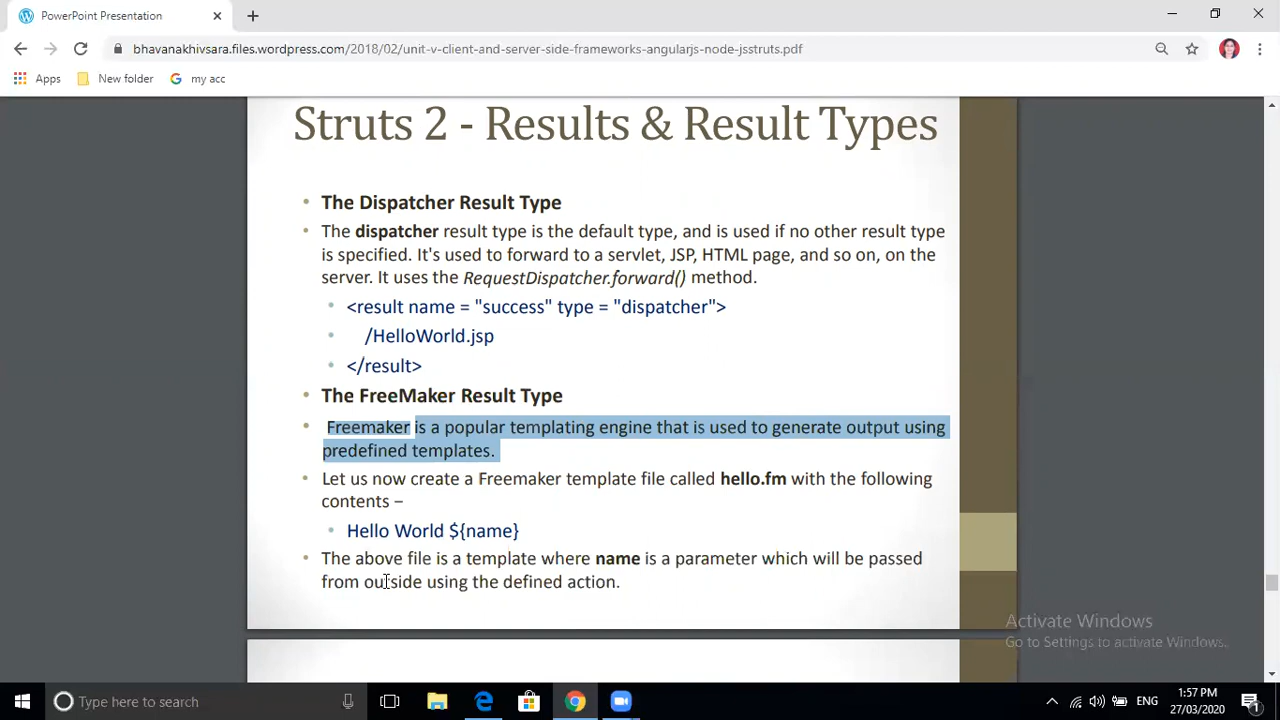 PowerPoint Presentation
bhavanakhivsara.files.wordpress.com/2018/02/unit-v-client-and-server-side-frameworks-angularjs-node-jsstruts.pdf
Apps New folder my acc
Struts 2 - Results & Result Types
• The Dispatcher Result Type
• The dispatcher result type is the default type, and is used if no other result type
is specified. It's used to forward to a servlet, JSP, HTML page, and so on, on the
server. It uses the RequestDispatcher.forward() method.
• <result name = "success" type = "dispatcher">
• /HelloWorld.jsp
• </result>
• The FreeMaker Result Type
• Freemaker is a popular templating engine that is used to generate output using
predefined templates.
• Let us now create a Freemaker template file called hello.fm with the following
contents –
• Hello World ${name}
• The above file is a template where name is a parameter which will be passed
from outside using the defined action.
Activate Windows
Go to Settings to activate Windows.
Type here to search
ENG
1:57 PM
27/03/2020
1